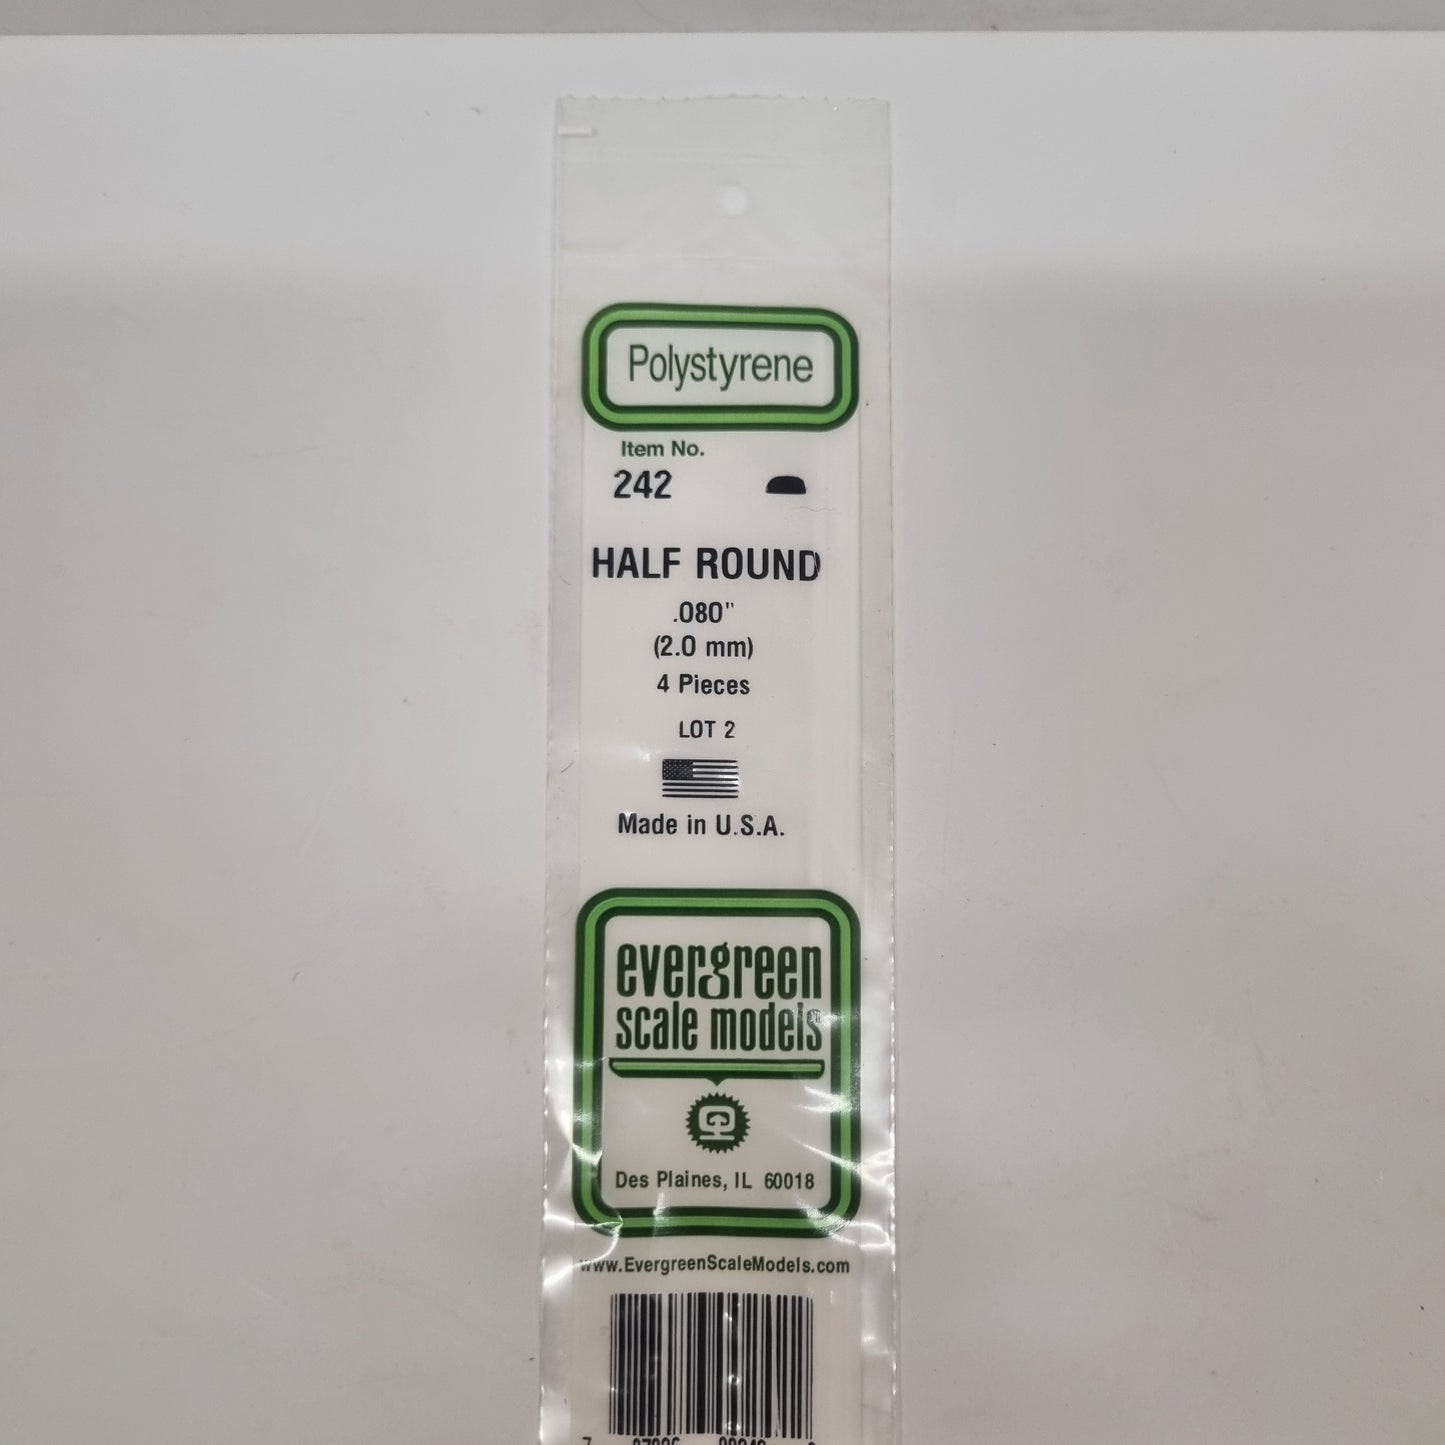 Polystyrene
Item No.
242
HALF ROUND
.080"
(2.0 mm)
4 Pieces
LOT 2
Made in U.S.A.
evergreen
scale models
Des Plaines, IL 60018
www.EvergreenScaleModels.com